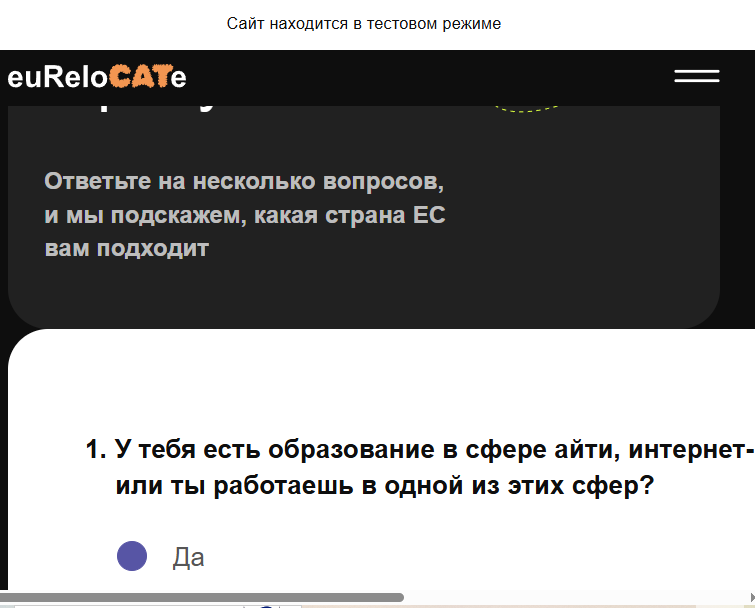 Сайт находится в тестовом режиме
euReloCATe
Ответьте на несколько вопросов,
и мы подскажем, какая страна ЕС
вам подходит
1. У тебя есть образование в сфере айти, интернет-
или ты работаешь в одной из этих сфер?
Да